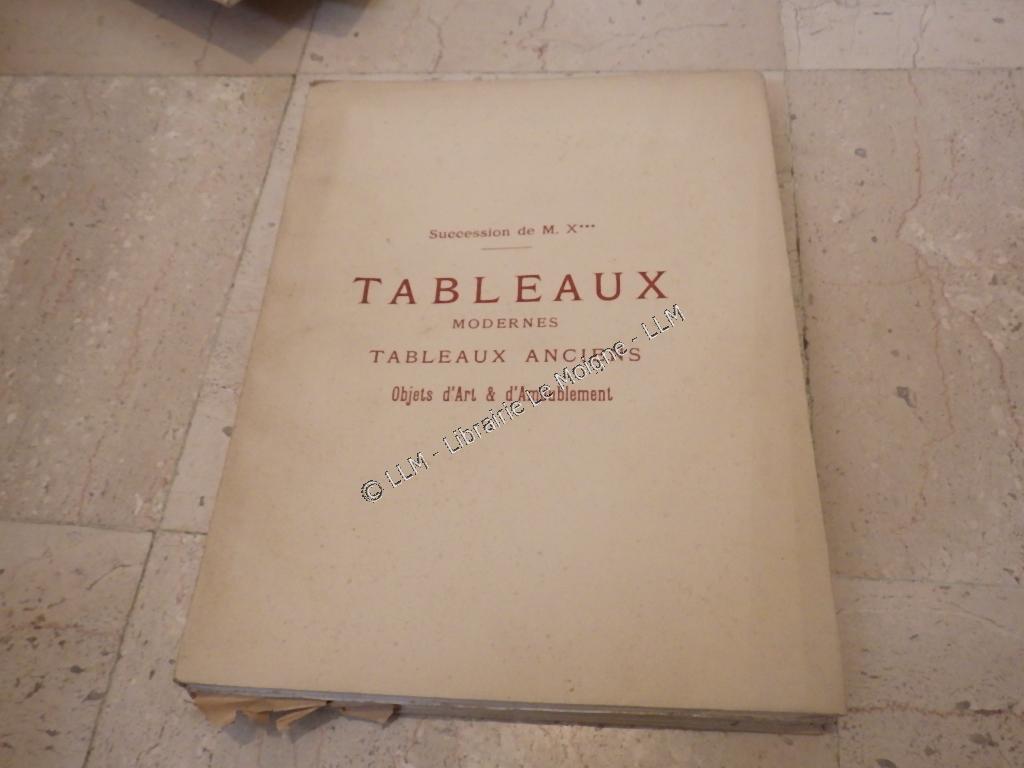 Succession de M. X***
TABLEAUX
MODERNES
TABLEAUX ANCIENS
Objets d'Art & d'Ameublement
© LLM - Librairie Le Moigne - LLM